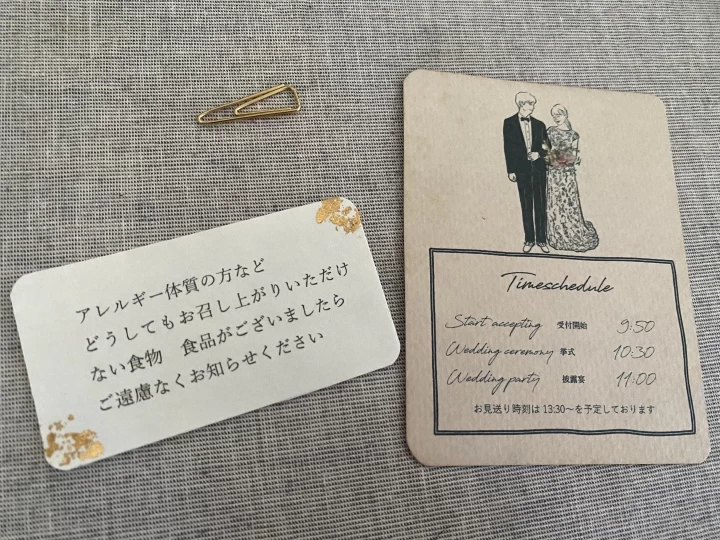 アレルギー体質の方など
どうしてもお召し上がりいただけ
ない食物　食品がございましたら
ご遠慮なくお知らせください
Timeschedule
Start accepting 受付開始 9:50
Wedding ceremony 挙式 10:30
Wedding party 披露宴 11:00
お見送り時刻は 13:30〜を予定しております